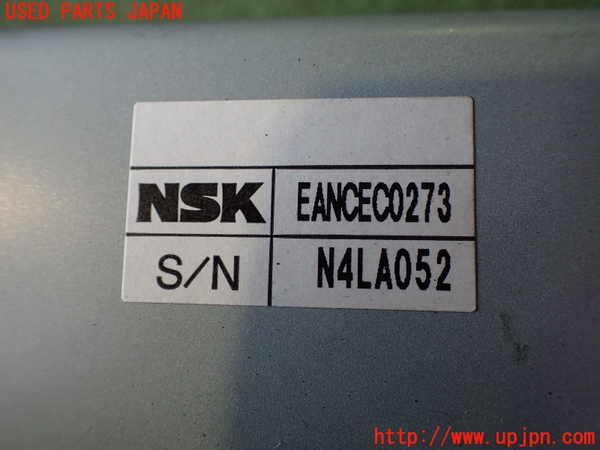 USED PARTS JAPAN
NSK EANCEC0273
S/N N4LA052
http://www.upjpn.com/